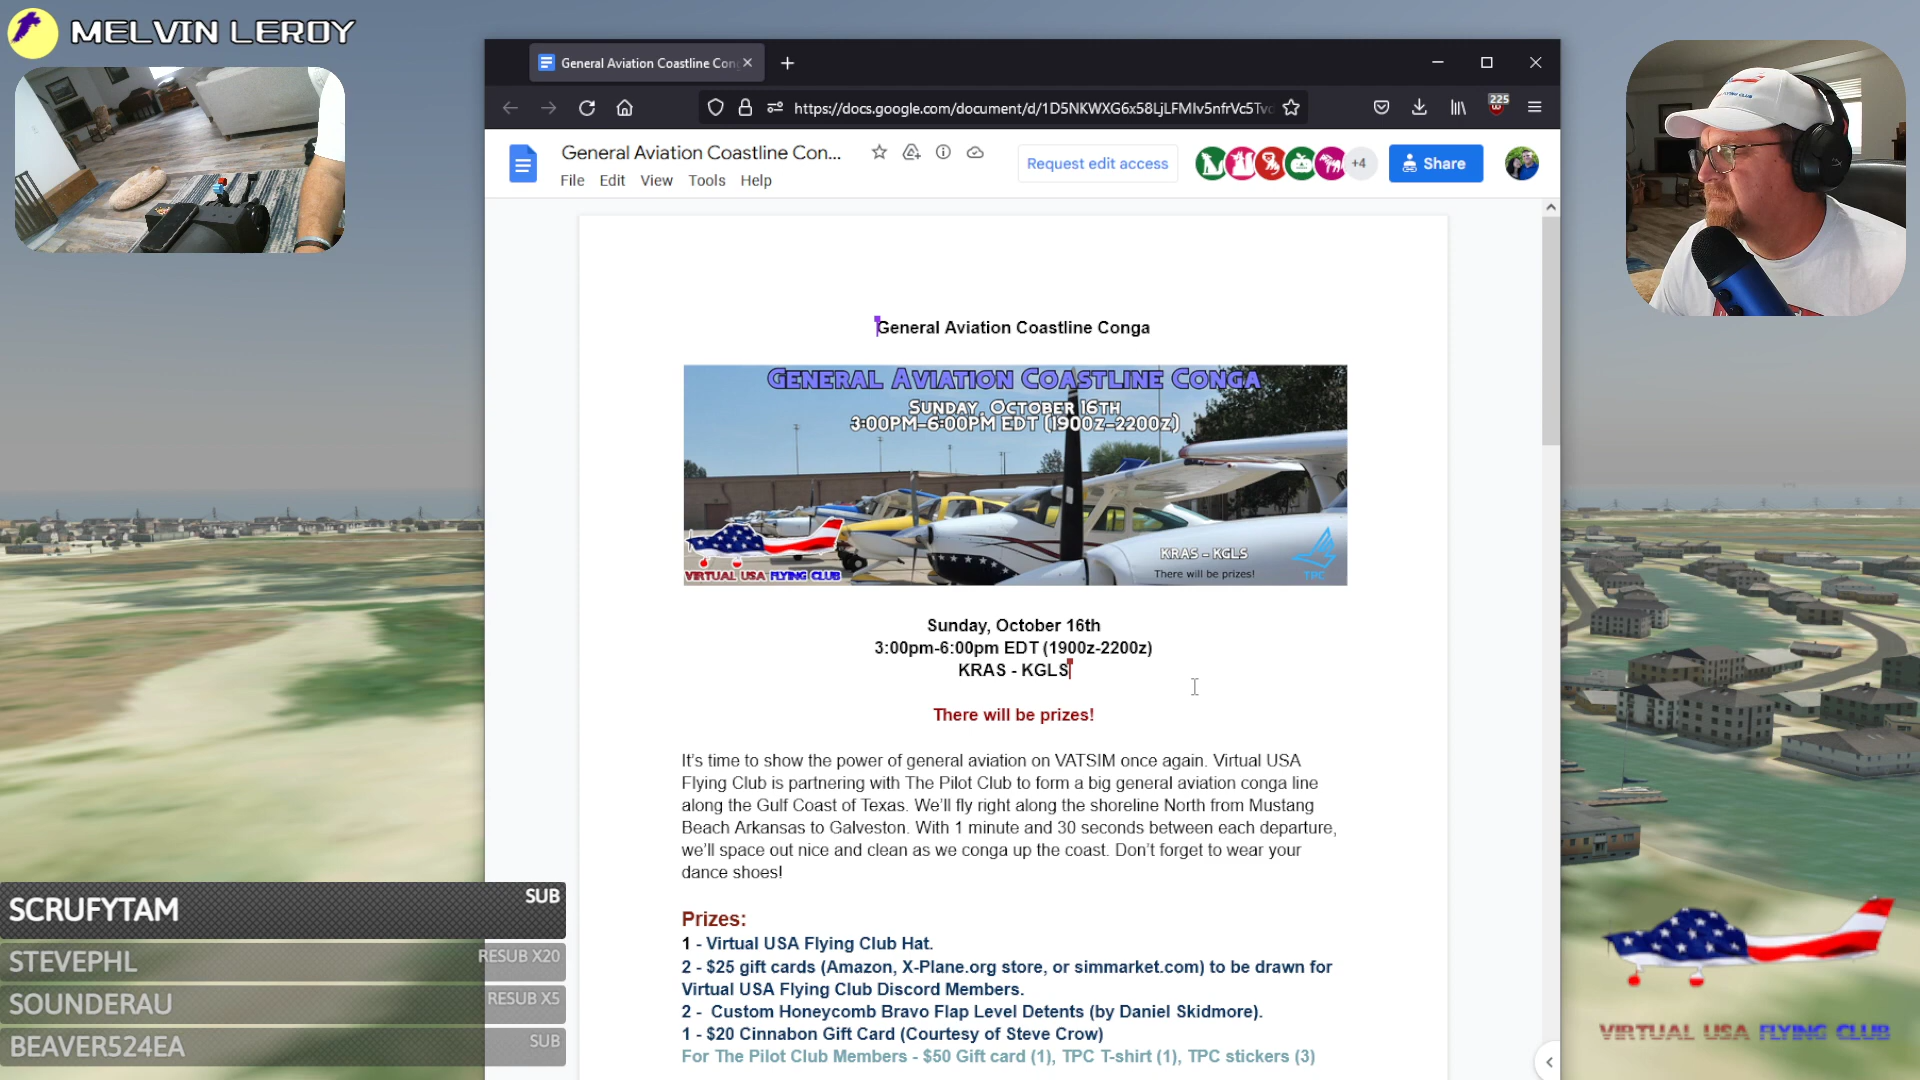 MELVIN LEROY
General Aviation Coastline Con
https://docs.google.com/document/d/1D5NKWXG6x58LjLFMIv5nfrVc5Tv
225
General Aviation Coastline Con...
Request edit access
+4
Share
File Edit View Tools Help
General Aviation Coastline Conga
GENERAL AVIATION COASTLINE CONGA
SUNDAY, OCTOBER 16TH
3:00PM-6:00PM EDT (1900Z-2200Z)
KRAS - KGLS
There will be prizes!
TPC
VIRTUAL USA FLYING CLUB
Sunday, October 16th
3:00pm-6:00pm EDT (1900z-2200z)
KRAS - KGLS
There will be prizes!
It's time to show the power of general aviation on VATSIM once again. Virtual USA
Flying Club is partnering with The Pilot Club to form a big general aviation conga line
along the Gulf Coast of Texas. We'll fly right along the shoreline North from Mustang
Beach Arkansas to Galveston. With 1 minute and 30 seconds between each departure,
we'll space out nice and clean as we conga up the coast. Don't forget to wear your
dance shoes!
Prizes:
1 - Virtual USA Flying Club Hat.
2 - $25 gift cards (Amazon, X-Plane.org store, or simmarket.com) to be drawn for
Virtual USA Flying Club Discord Members.
2 - Custom Honeycomb Bravo Flap Level Detents (by Daniel Skidmore).
1 - $20 Cinnabon Gift Card (Courtesy of Steve Crow)
For The Pilot Club Members - $50 Gift card (1), TPC T-shirt (1), TPC stickers (3)
SCRUFYTAM SUB
STEVEPHL RESUB X20
SOUNDERAU RESUB X5
BEAVER524EA SUB
VIRTUAL USA FLYING CLUB